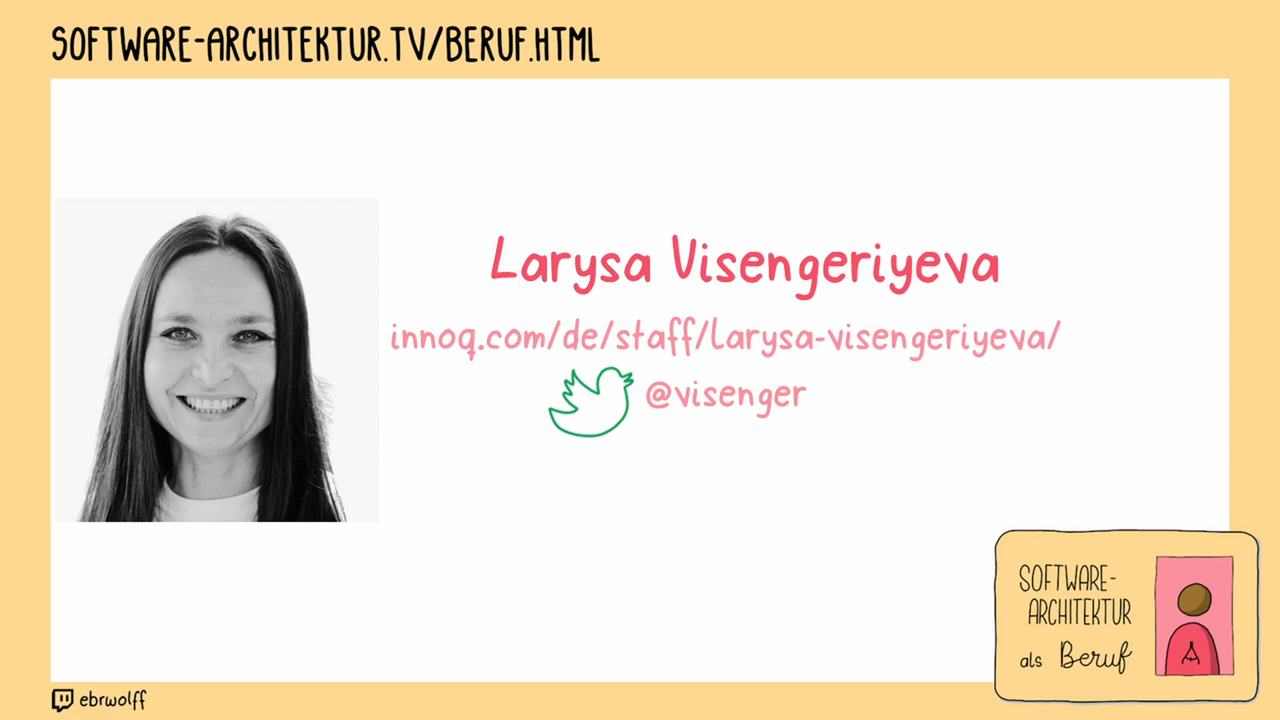 SOFTWARE-ARCHITEKTUR.TV/BERUF.HTML
Larysa Visengeriyeva
innoq.com/de/staff/larysa-visengeriyeva/
@visenger
SOFTWARE-
ARCHITEKTUR
als Beruf
ebrwolff